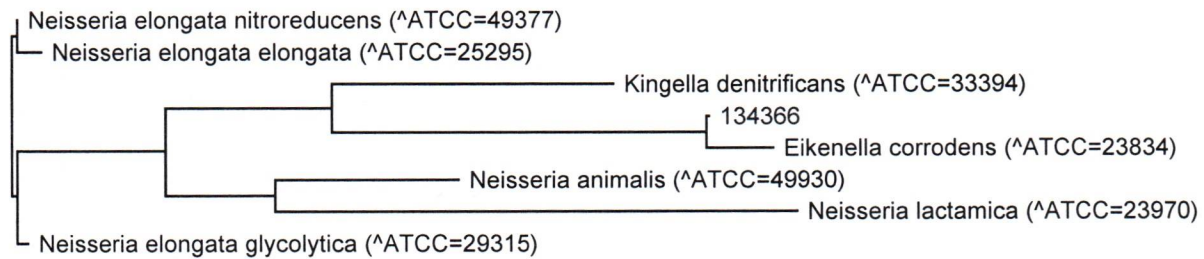 Neisseria elongata nitroreducens (^ATCC=49377)
Neisseria elongata elongata (^ATCC=25295)
Kingella denitrificans (^ATCC=33394)
134366
Eikenella corrodens (^ATCC=23834)
Neisseria animalis (^ATCC=49930)
Neisseria lactamica (^ATCC=23970)
Neisseria elongata glycolytica (^ATCC=29315)